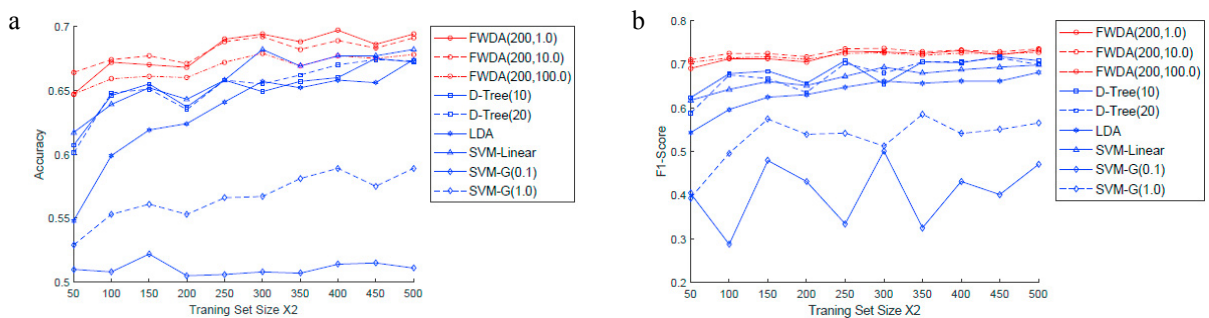 a
0.7
0.65
0.6
0.55
0.5
Accuracy
50 100 150 200 250 300 350 400 450 500
Traning Set Size X2
FWDA(200,1.0)
FWDA(200,10.0)
FWDA(200,100.0)
D-Tree(10)
D-Tree(20)
LDA
SVM-Linear
SVM-G(0.1)
SVM-G(1.0)
b
0.8
0.7
0.6
0.5
0.4
0.3
0.2
F1-Score
50 100 150 200 250 300 350 400 450 500
Traning Set Size X2
FWDA(200,1.0)
FWDA(200,10.0)
FWDA(200,100.0)
D-Tree(10)
D-Tree(20)
LDA
SVM-Linear
SVM-G(0.1)
SVM-G(1.0)